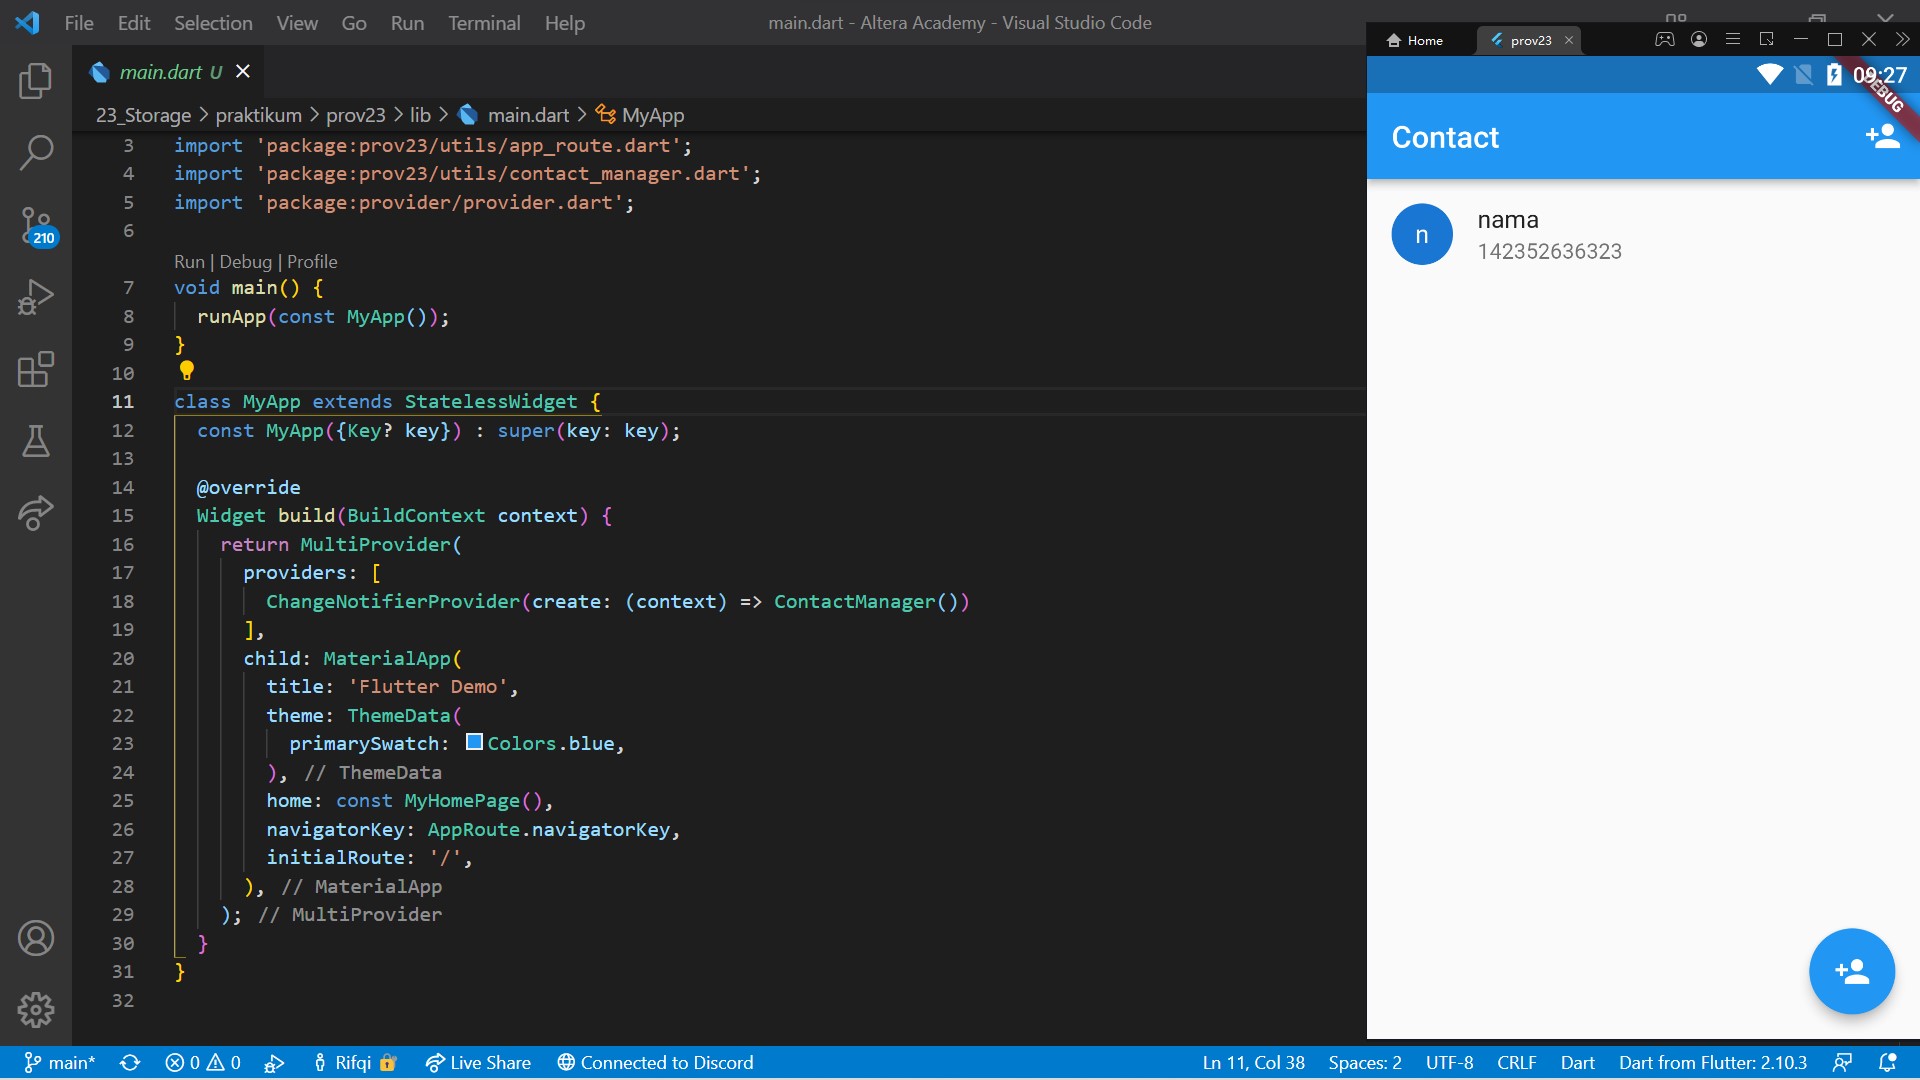 File Edit Selection View Go Run Terminal Help
main.dart - Altera Academy - Visual Studio Code
main.dart U
23_Storage > praktikum > prov23 > lib > main.dart > MyApp
3 import 'package:prov23/utils/app_route.dart';
4 import 'package:prov23/utils/contact_manager.dart';
5 import 'package:provider/provider.dart';
6
Run | Debug | Profile
7 void main() {
8 runApp(const MyApp());
9 }
10
11 class MyApp extends StatelessWidget {
12 const MyApp({Key? key}) : super(key: key);
13
14 @override
15 Widget build(BuildContext context) {
16 return MultiProvider(
17 providers: [
18 ChangeNotifierProvider(create: (context) => ContactManager())
19 ],
20 child: MaterialApp(
21 title: 'Flutter Demo',
22 theme: ThemeData(
23 primarySwatch: Colors.blue,
24 ), // ThemeData
25 home: const MyHomePage(),
26 navigatorKey: AppRoute.navigatorKey,
27 initialRoute: '/',
28 ), // MaterialApp
29 ); // MultiProvider
30 }
31 }
32
210
Home
prov23
09:27
DEBUG
Contact
n
nama
142352636323
main* 0 0 Rifqi Live Share Connected to Discord
Ln 11, Col 38 Spaces: 2 UTF-8 CRLF Dart Dart from Flutter: 2.10.3